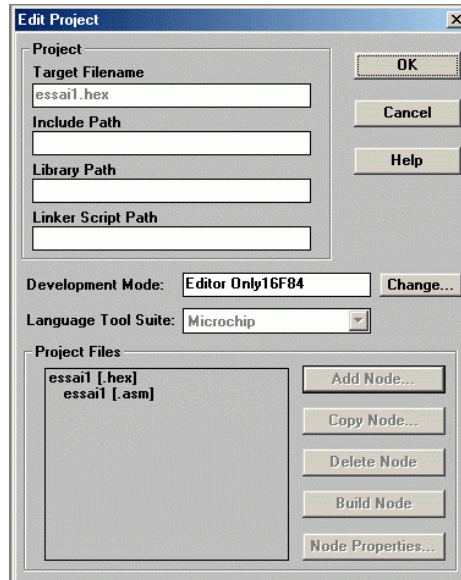 Edit Project
Project
Target Filename
essai1.hex
Include Path
Library Path
Linker Script Path
OK
Cancel
Help
Development Mode: Editor Only16F84 Change...
Language Tool Suite: Microchip
Project Files
essai1 [.hex]
essai1 [.asm]
Add Node...
Copy Node...
Delete Node
Build Node
Node Properties...